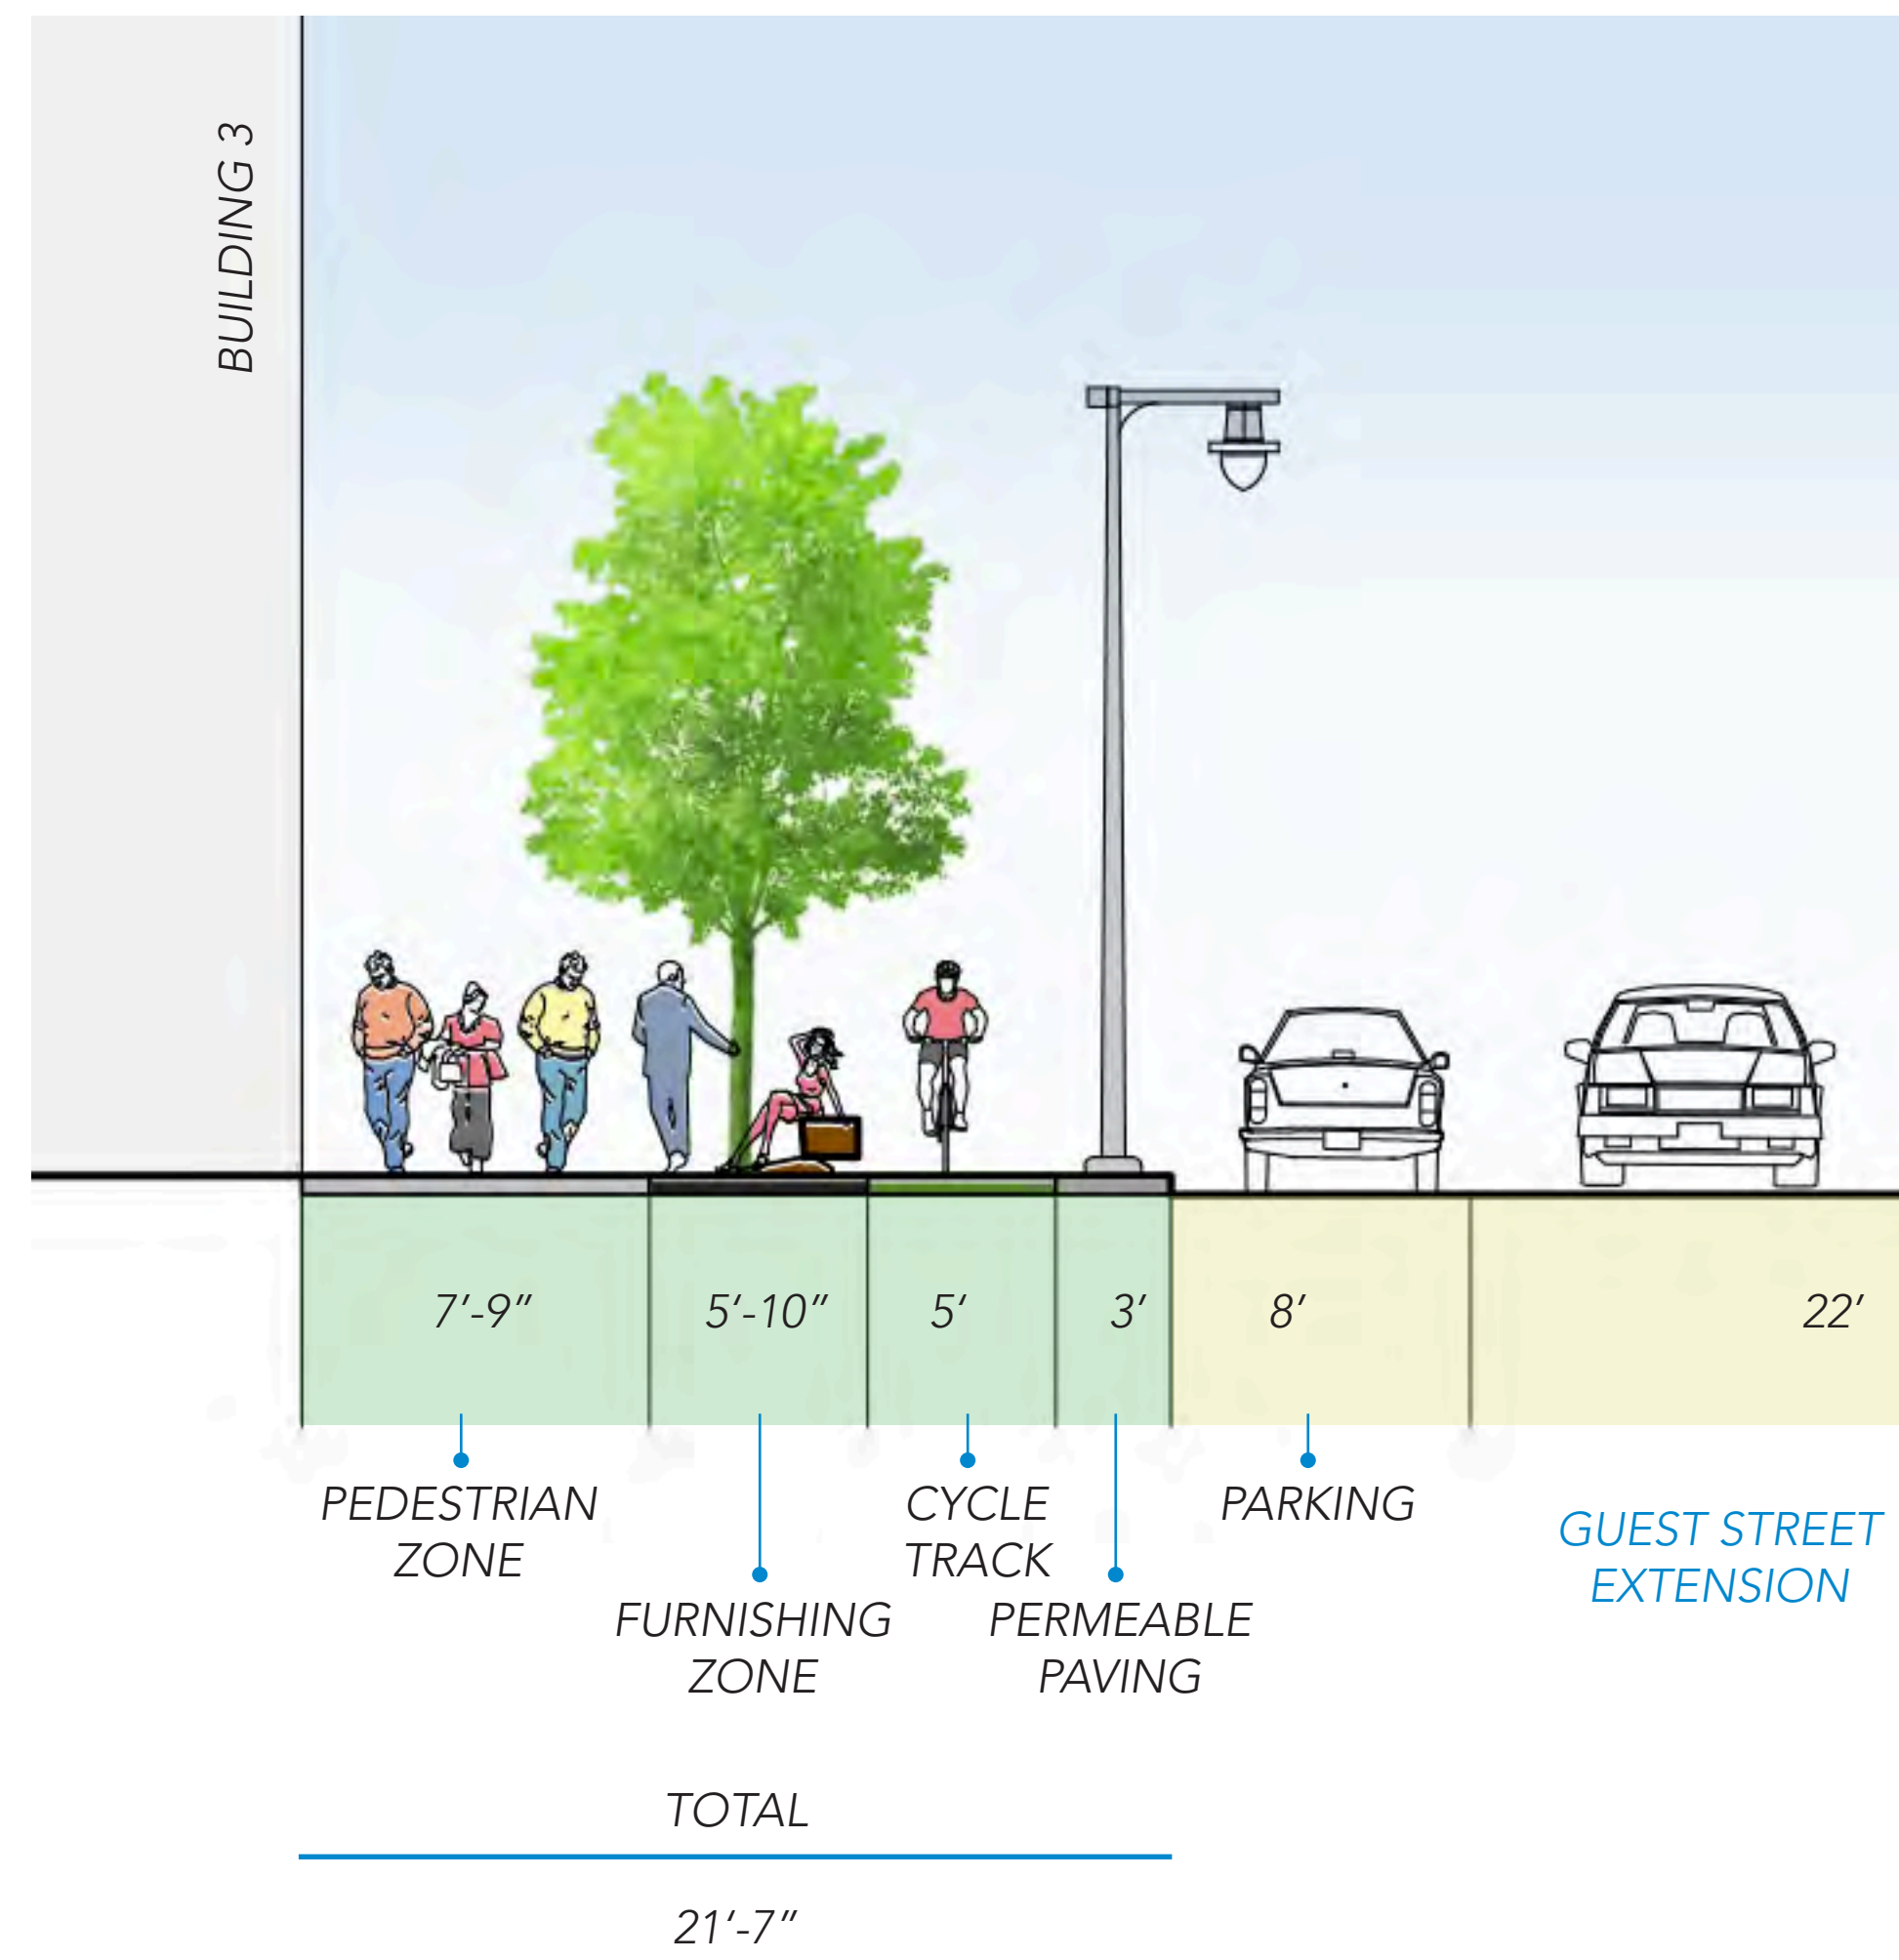 BUILDING 3
7'-9" 5'-10" 5' 3' 8' 22'
PEDESTRIAN
ZONE
FURNISHING
ZONE
CYCLE
TRACK
PERMEABLE
PAVING
PARKING
GUEST STREET
EXTENSION
TOTAL
21'-7"